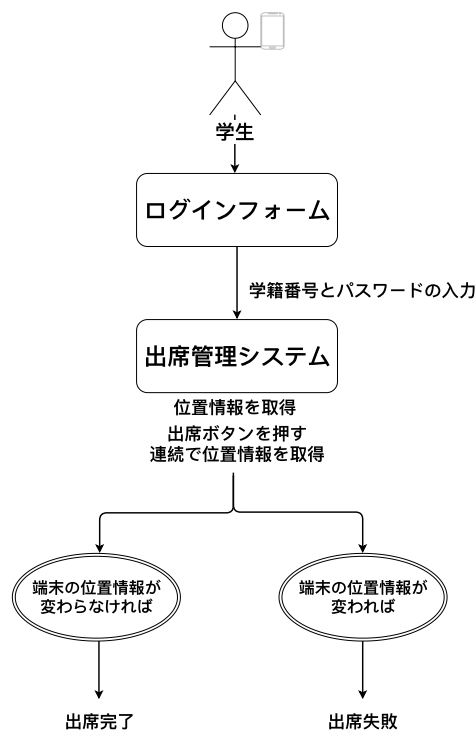 学生
ログインフォーム
学籍番号とパスワードの入力
出席管理システム
位置情報を取得
出席ボタンを押す
連続で位置情報を取得
端末の位置情報が
変わらなければ
端末の位置情報が
変われば
出席完了
出席失敗